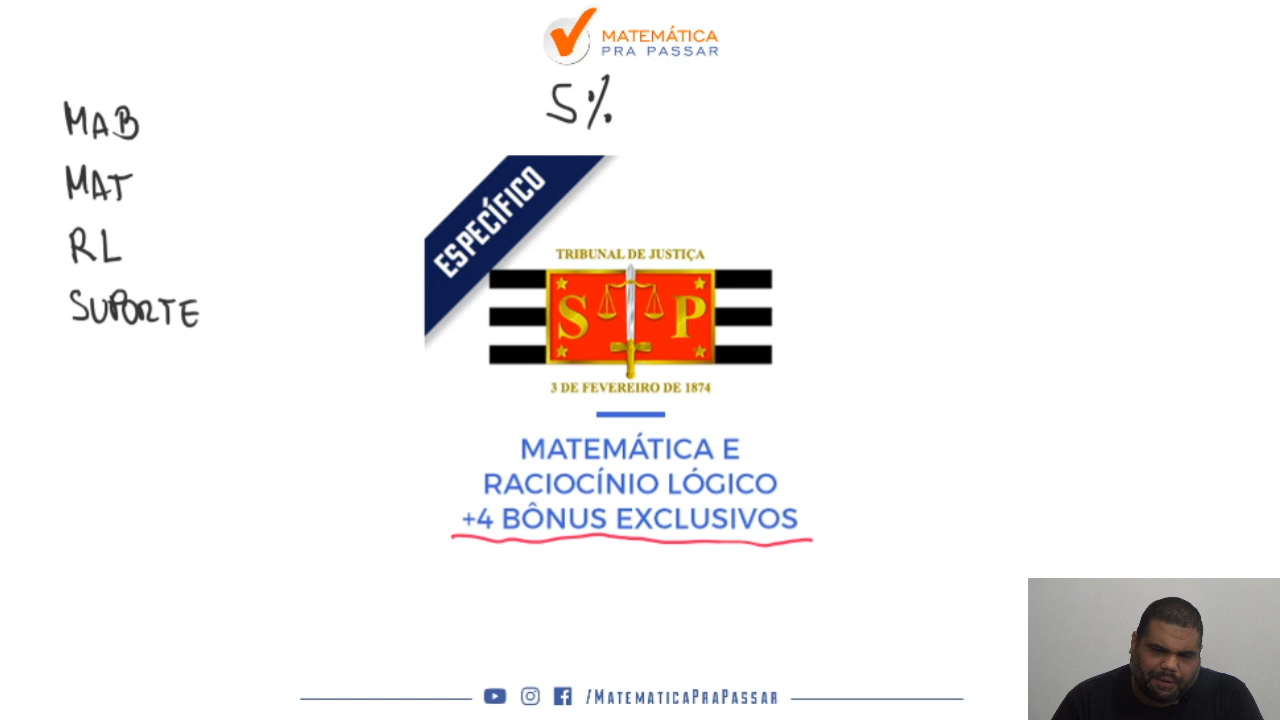 MATEMÁTICA
PRA PASSAR
5%
MAB
MAT
RL
SUPORTE
ESPECÍFICO
TRIBUNAL DE JUSTIÇA
S P
3 DE FEVEREIRO DE 1874
MATEMÁTICA E
RACIOCÍNIO LÓGICO
+4 BÔNUS EXCLUSIVOS
/MATEMATICAPRAPASSAR